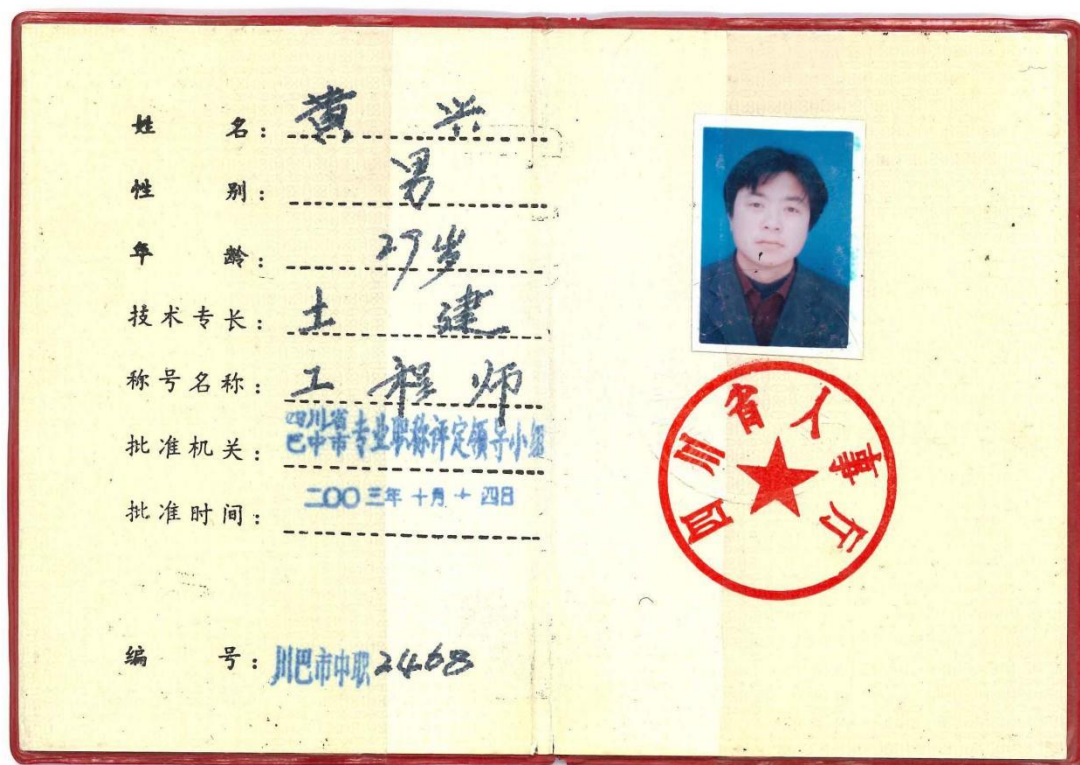 姓名：黄兴
性别：男
年龄：27岁
技术专长：土建
称号名称：工程师
批准机关：四川省巴中市专业职称评定领导小组
批准时间：二〇〇三年十月十四日
编号：川巴市中职2468
四川省人事厅